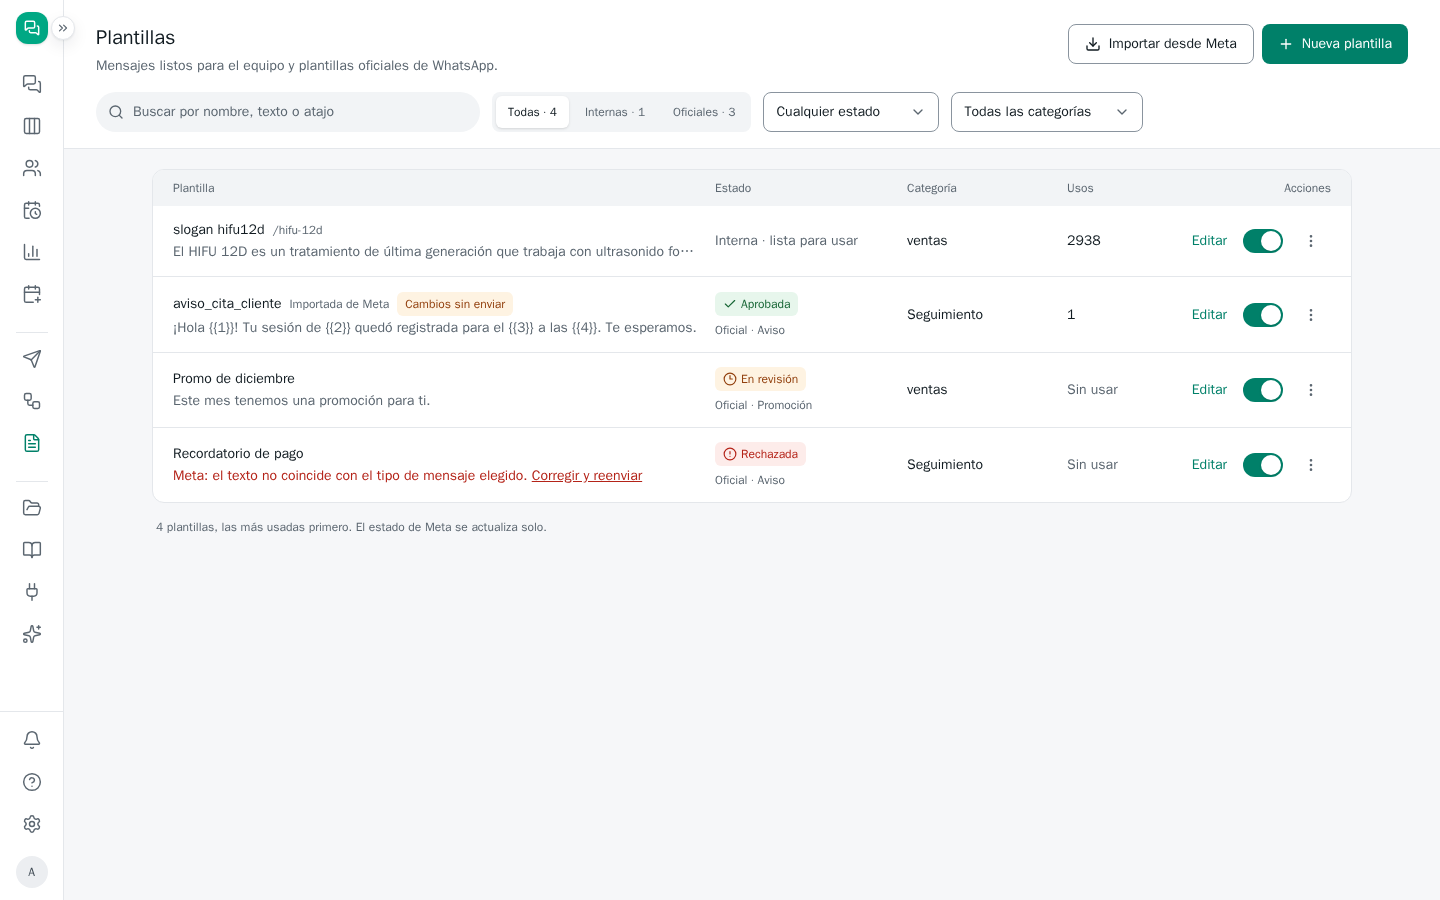 Plantillas
Mensajes listos para el equipo y plantillas oficiales de WhatsApp.
Importar desde Meta
Nueva plantilla
Buscar por nombre, texto o atajo
Todas · 4
Internas · 1
Oficiales · 3
Cualquier estado
Todas las categorías
Plantilla
Estado
Categoría
Usos
Acciones
slogan hifu12d /hifu-12d
El HIFU 12D es un tratamiento de última generación que trabaja con ultrasonido fo···
Interna · lista para usar
ventas
2938
Editar
aviso_cita_cliente Importada de Meta Cambios sin enviar
¡Hola {{1}}! Tu sesión de {{2}} quedó registrada para el {{3}} a las {{4}}. Te esperamos.
Aprobada
Oficial · Aviso
Seguimiento
1
Editar
Promo de diciembre
Este mes tenemos una promoción para ti.
En revisión
Oficial · Promoción
ventas
Sin usar
Editar
Recordatorio de pago
Meta: el texto no coincide con el tipo de mensaje elegido. Corregir y reenviar
Rechazada
Oficial · Aviso
Seguimiento
Sin usar
Editar
4 plantillas, las más usadas primero. El estado de Meta se actualiza solo.
A